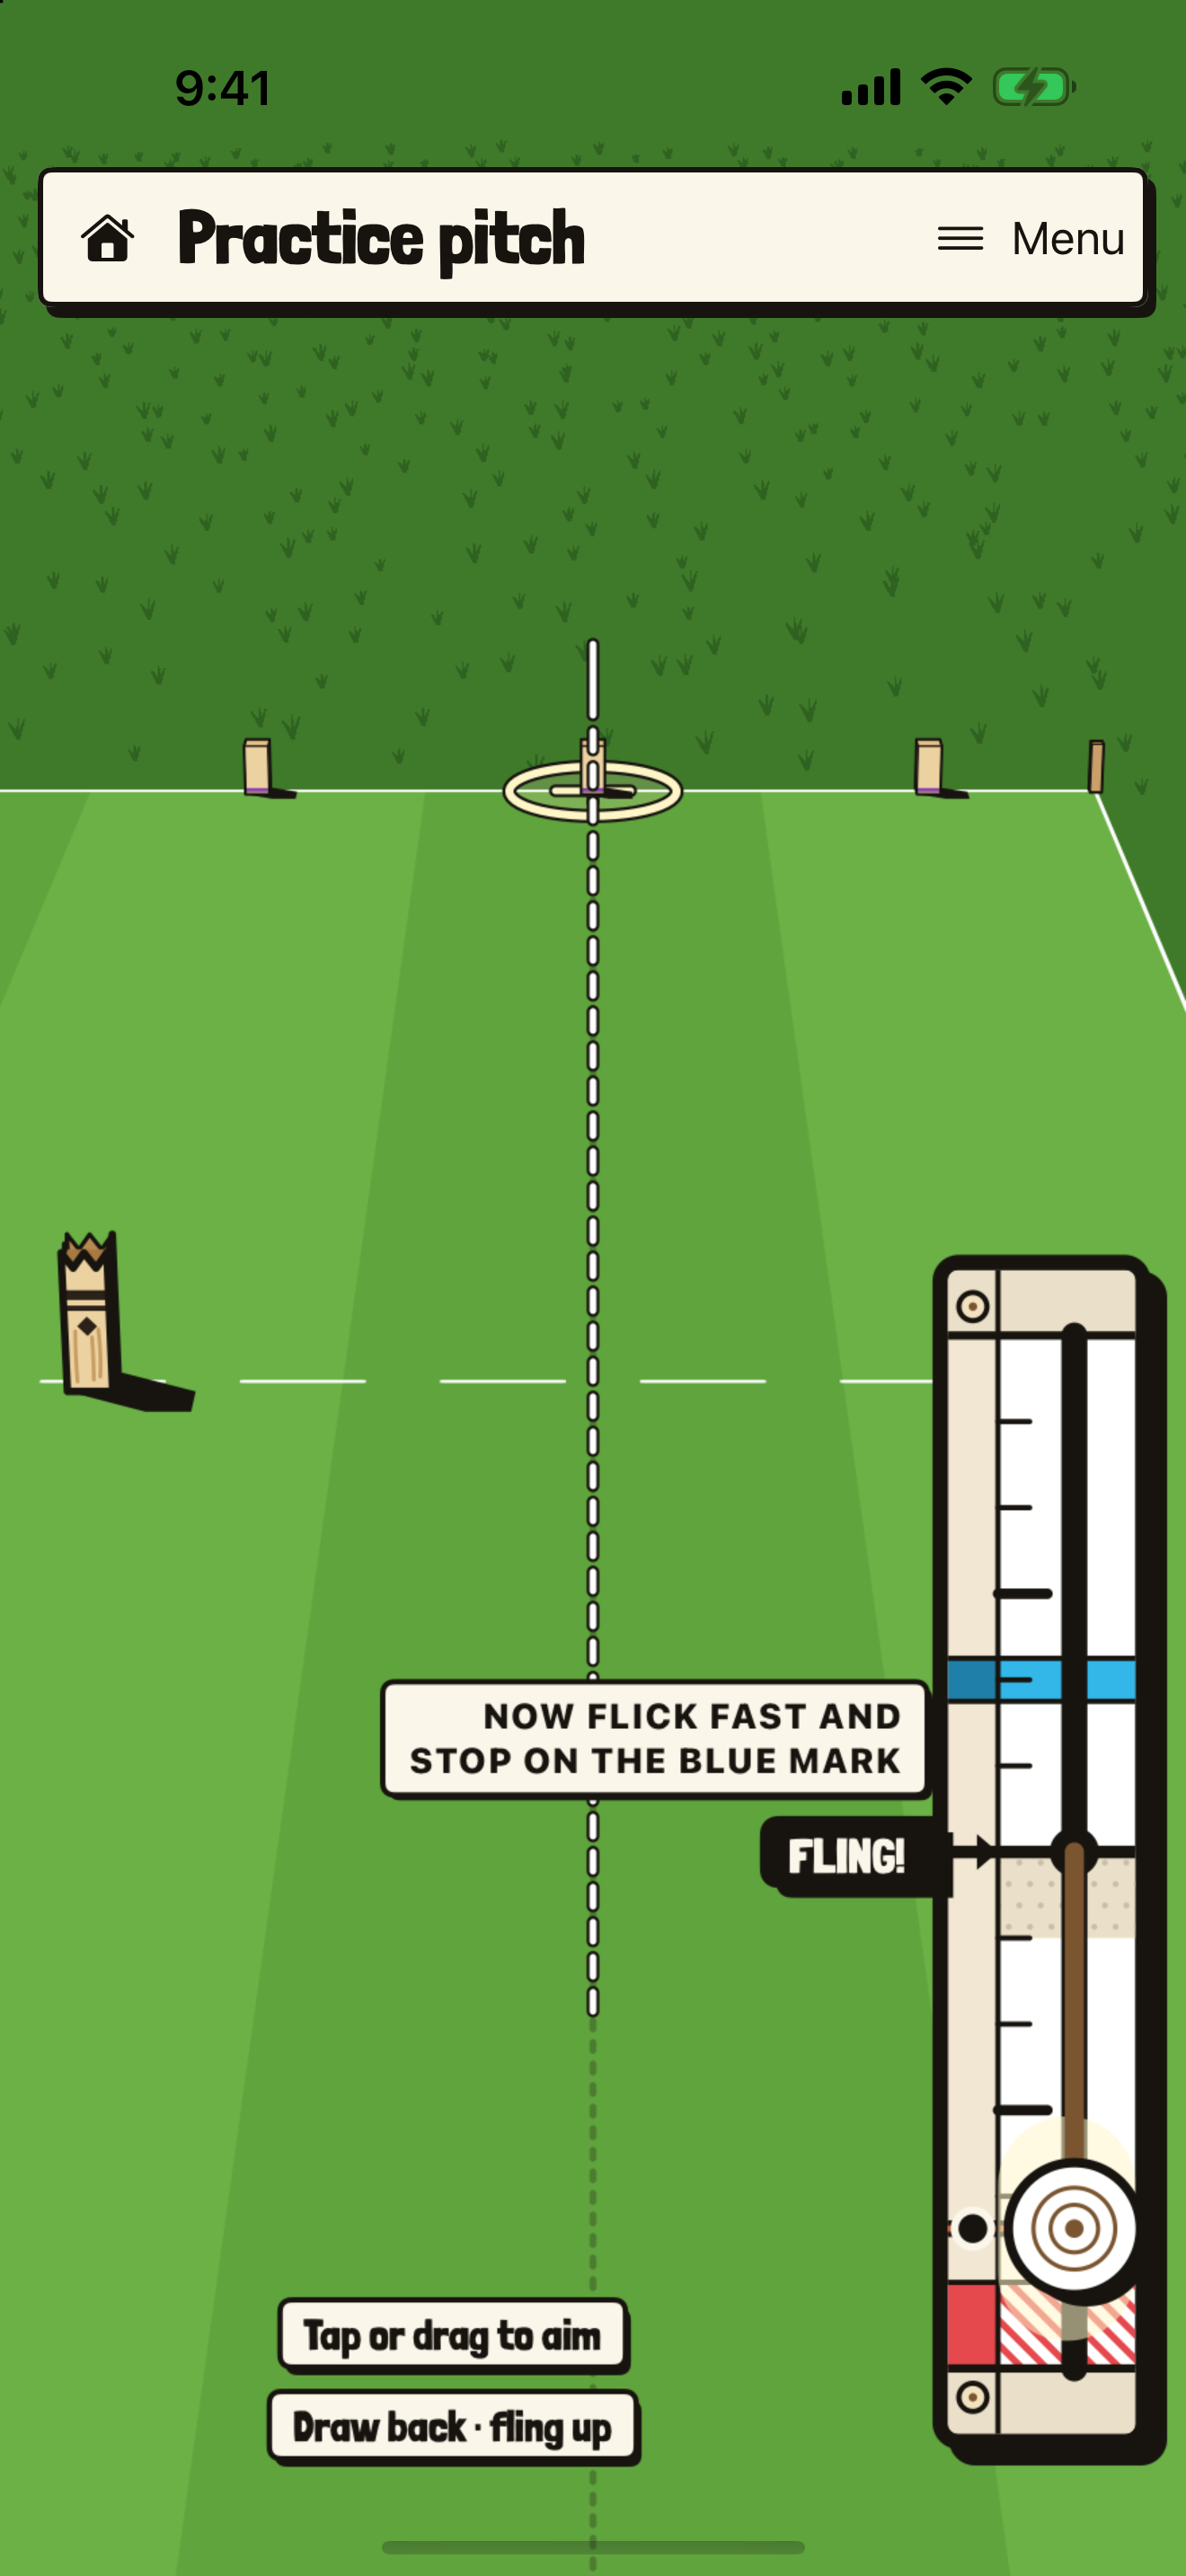 9:41
Practice pitch
Menu
NOW FLICK FAST AND
STOP ON THE BLUE MARK
FLING!
Tap or drag to aim
Draw back · fling up